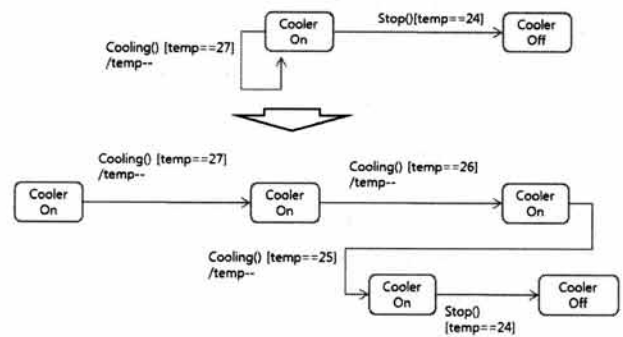 Cooler
On
Stop()[temp==24]
Cooler
Off
Cooling() [temp==27]
/temp--
Cooling() [temp==27]
/temp--
Cooling() [temp==26]
/temp--
Cooler
On
Cooler
On
Cooler
On
Cooling() [temp==25]
/temp--
Cooler
On
Stop()
[temp==24]
Cooler
Off